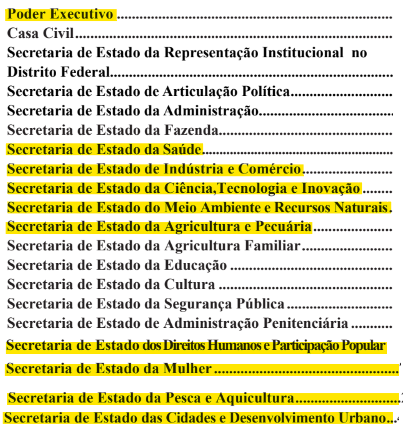 Poder Executivo ......................................................................
Casa Civil................................................................................
Secretaria de Estado da Representação Institucional no
Distrito Federal.......................................................................
Secretaria de Estado de Articulação Política..........................
Secretaria de Estado da Administração..................................
Secretaria de Estado da Fazenda............................................
Secretaria de Estado da Saúde................................................
Secretaria de Estado de Indústria e Comércio.......................
Secretaria de Estado da Ciência,Tecnologia e Inovação ........
Secretaria de Estado do Meio Ambiente e Recursos Naturais.
Secretaria de Estado da Agricultura e Pecuária ....................
Secretaria de Estado da Agricultura Familiar.......................
Secretaria de Estado da Educação .........................................
Secretaria de Estado da Cultura ............................................
Secretaria de Estado da Segurança Pública ..........................
Secretaria de Estado de Administração Penitenciária ...........
Secretaria de Estado dos Direitos Humanos e Participação Popular
Secretaria de Estado da Mulher...............................................
Secretaria de Estado da Pesca e Aquicultura...........................
Secretaria de Estado das Cidades e Desenvolvimento Urbano...